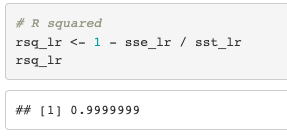 # R squared
rsq_lr <- 1 - sse_lr / sst_lr
rsq_lr
## [1] 0.9999999